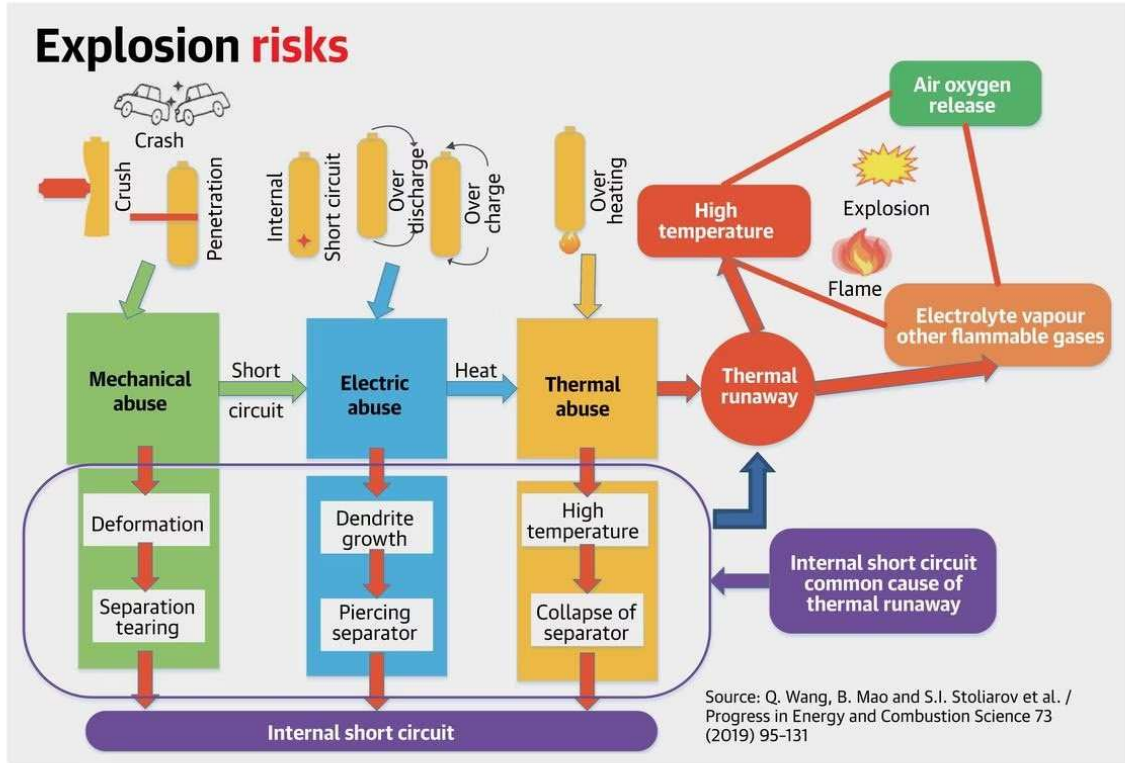 Explosion risks
Crash
Crush
Penetration
Internal
Short circuit
Over
discharge
Over
charge
Over
heating
Air oxygen
release
High
temperature
Explosion
Flame
Electrolyte vapour
other flammable gases
Mechanical
abuse
Short
circuit
Electric
abuse
Heat
Thermal
abuse
Thermal
runaway
Deformation
Separation
tearing
Dendrite
growth
Piercing
separator
High
temperature
Collapse of
separator
Internal short circuit
common cause of
thermal runaway
Internal short circuit
Source: Q. Wang, B. Mao and S.I. Stoliarov et al. /
Progress in Energy and Combustion Science 73
(2019) 95–131